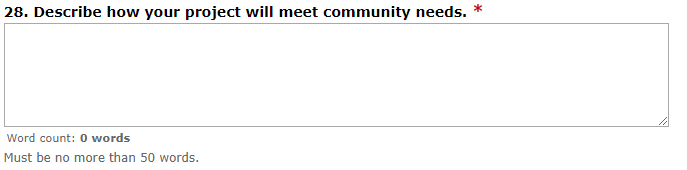 28. Describe how your project will meet community needs. *
Word count: 0 words
Must be no more than 50 words.